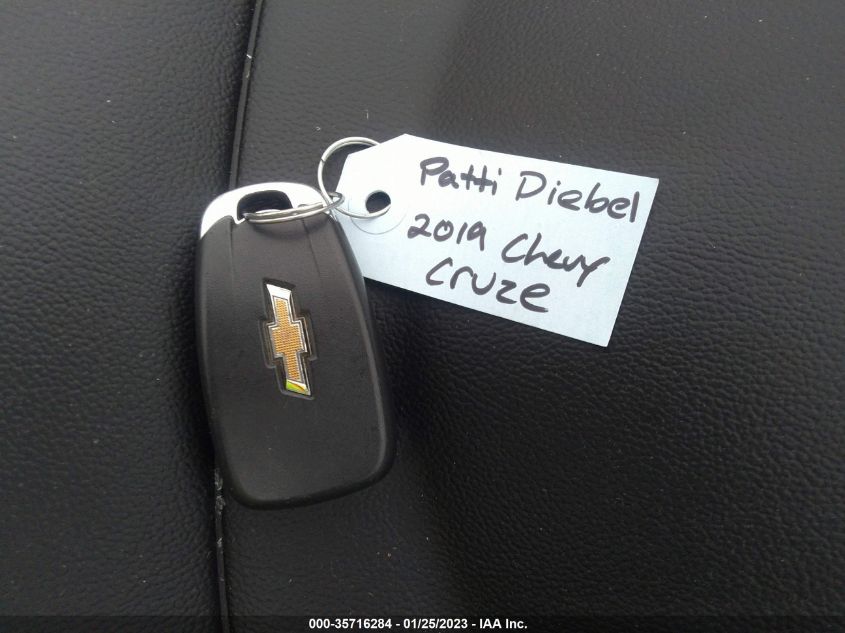 Patti Diebel
2019 Chevy
Cruze
000-35716284 - 01/25/2023 - IAA Inc.